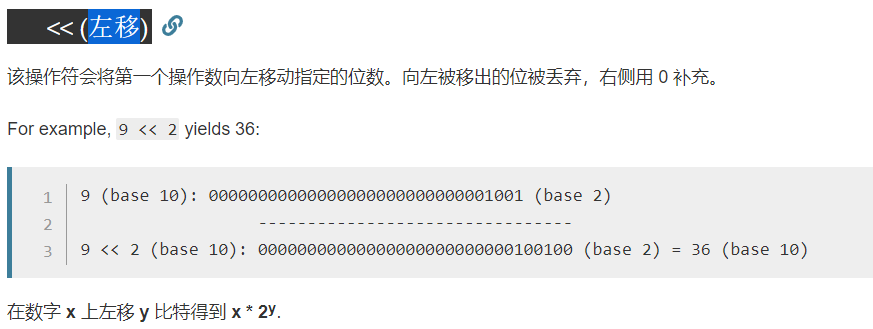 << (左移)
该操作符会将第一个操作数向左移动指定的位数。向左被移出的位被丢弃，右侧用 0 补充。
For example, 9 << 2 yields 36:
1 9 (base 10): 00000000000000000000000000001001 (base 2)
2 --------------------------------
3 9 << 2 (base 10): 00000000000000000000000000100100 (base 2) = 36 (base 10)
在数字 x 上左移 y 比特得到 x * 2ʸ.